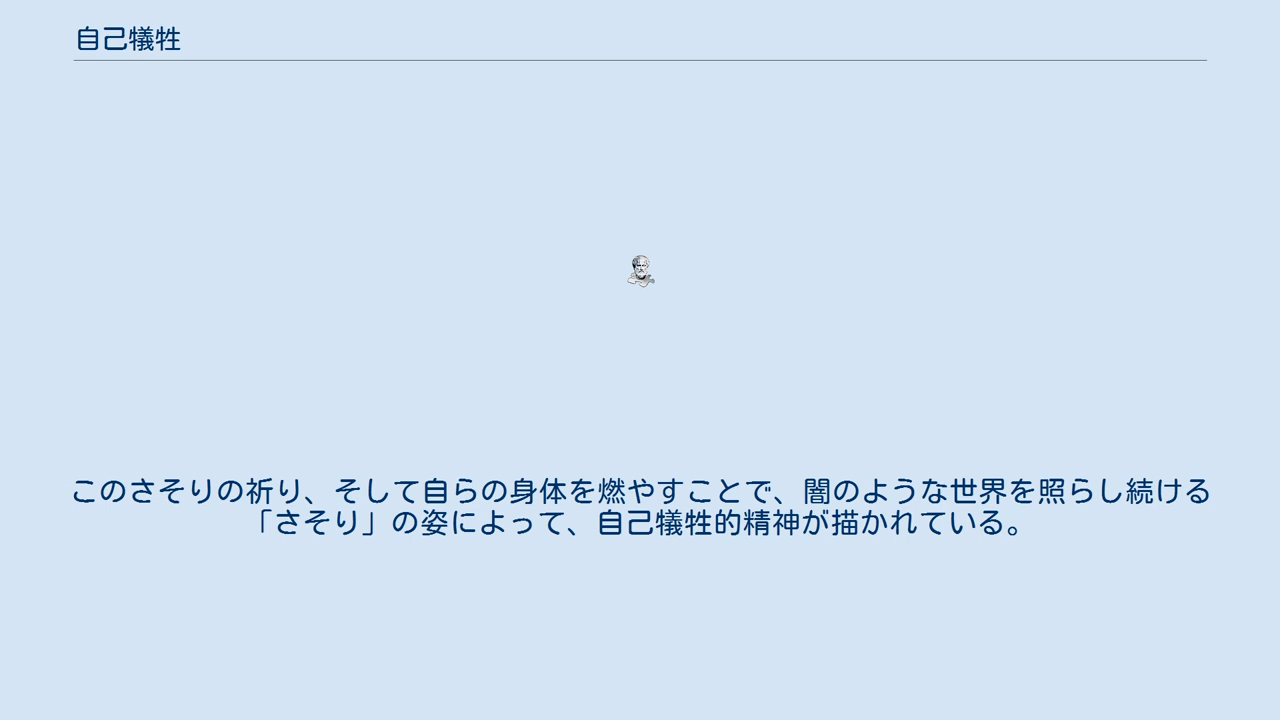 自己犠牲
このさそりの祈り、そして自らの身体を燃やすことで、闇のような世界を照らし続ける
「さそり」の姿によって、自己犠牲的精神が描かれている。